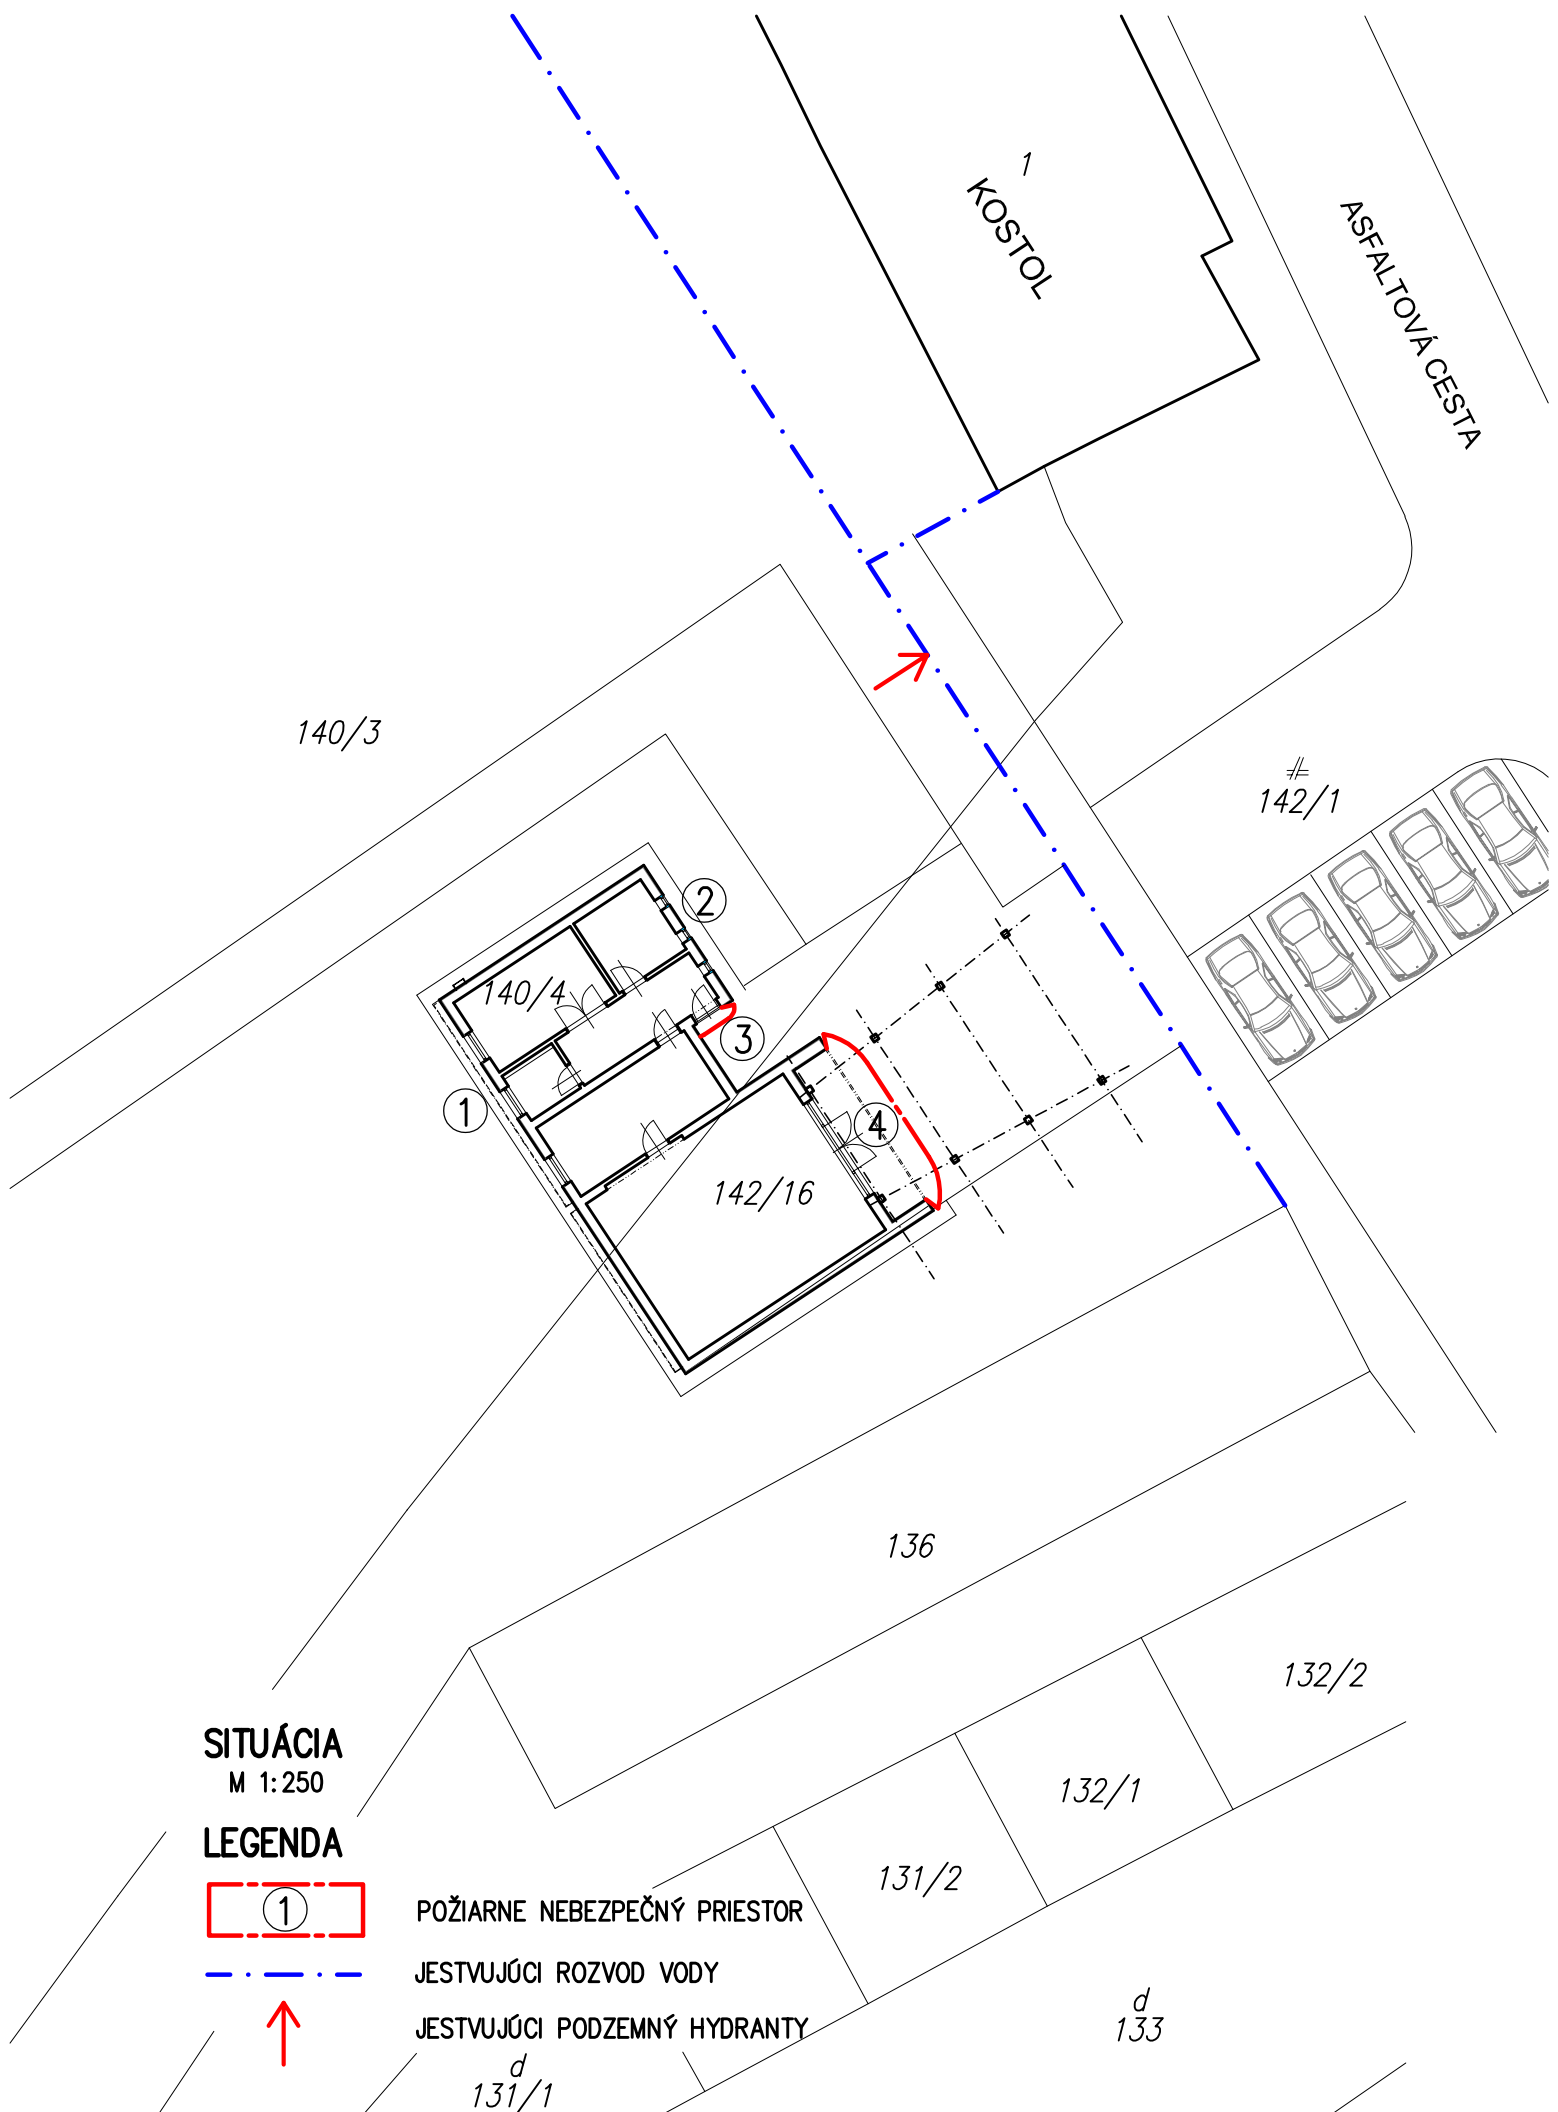 1
KOSTOL
ASFALTOVÁ CESTA
140/3
142/1
2
140/4
3
1
4
142/16
136
132/2
SITUÁCIA
M 1:250
132/1
LEGENDA
131/2
1
POŽIARNE NEBEZPEČNÝ PRIESTOR
JESTVUJÚCI ROZVOD VODY
d
133
JESTVUJÚCI PODZEMNÝ HYDRANTY
d
131/1